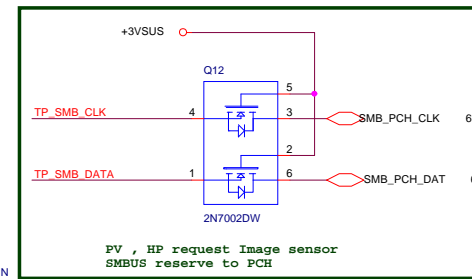 +3VSUS
Q12
5
TP_SMB_CLK
4
3
SMB_PCH_CLK
6
2
TP_SMB_DATA
1
6
SMB_PCH_DAT
2N7002DW
PV , HP request Image sensor
SMBUS reserve to PCH
N